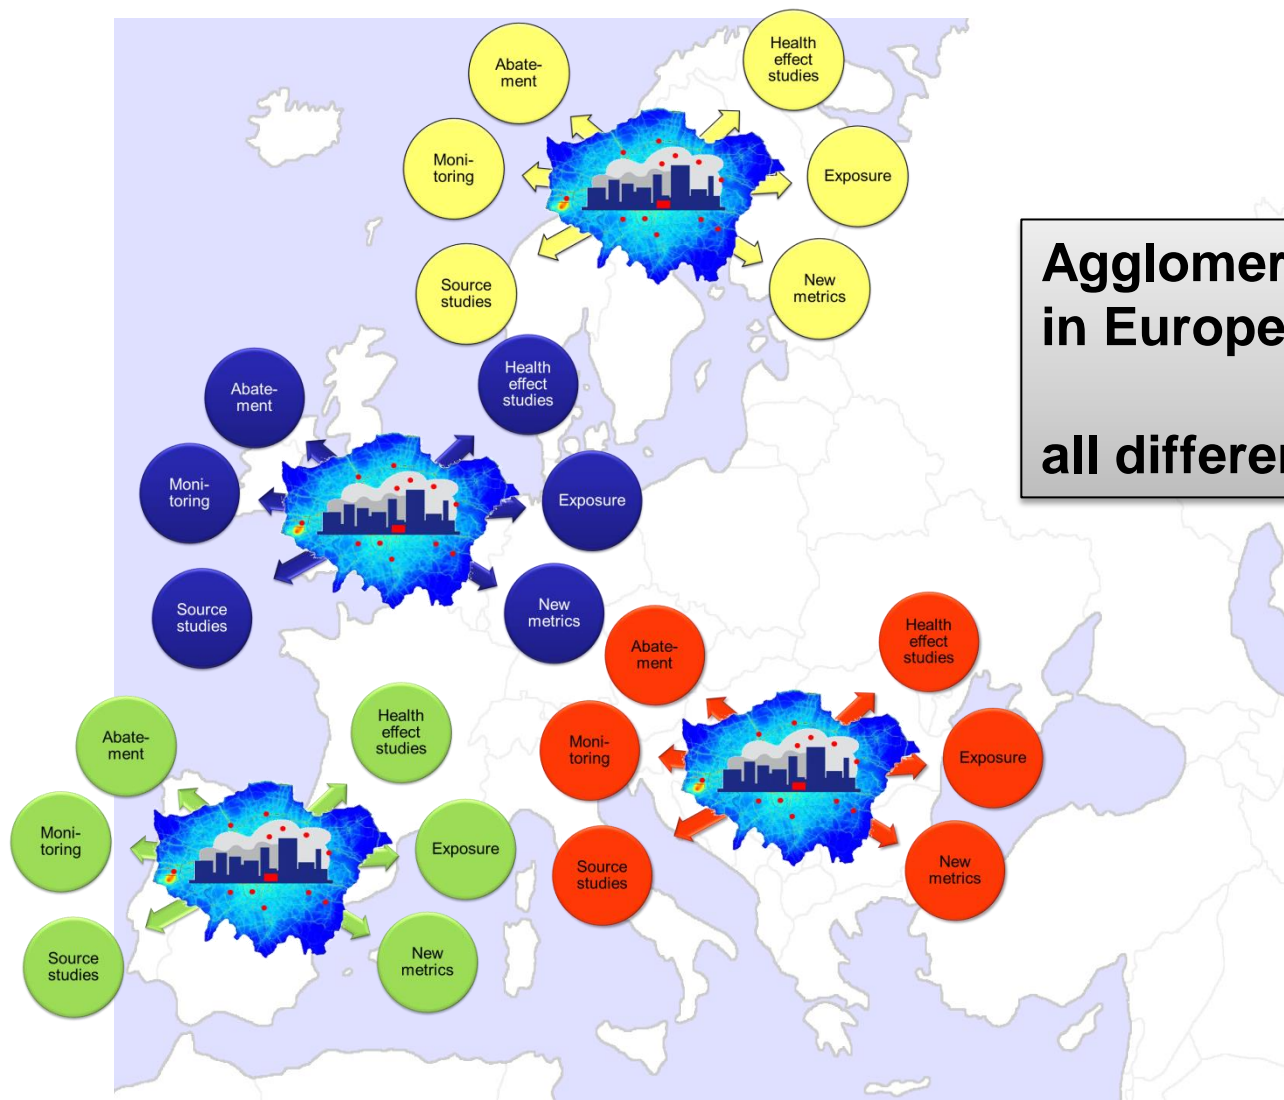 Abate-
ment
Health
effect
studies
Moni-
toring
Exposure
Source
studies
New
metrics
Agglomer
in Europe
all differen
Abate-
ment
Health
effect
studies
Moni-
toring
Exposure
Source
studies
New
metrics
Abate-
ment
Health
effect
studies
Moni-
toring
Exposure
Source
studies
New
metrics
Abate-
ment
Health
effect
studies
Moni-
toring
Exposure
Source
studies
New
metrics